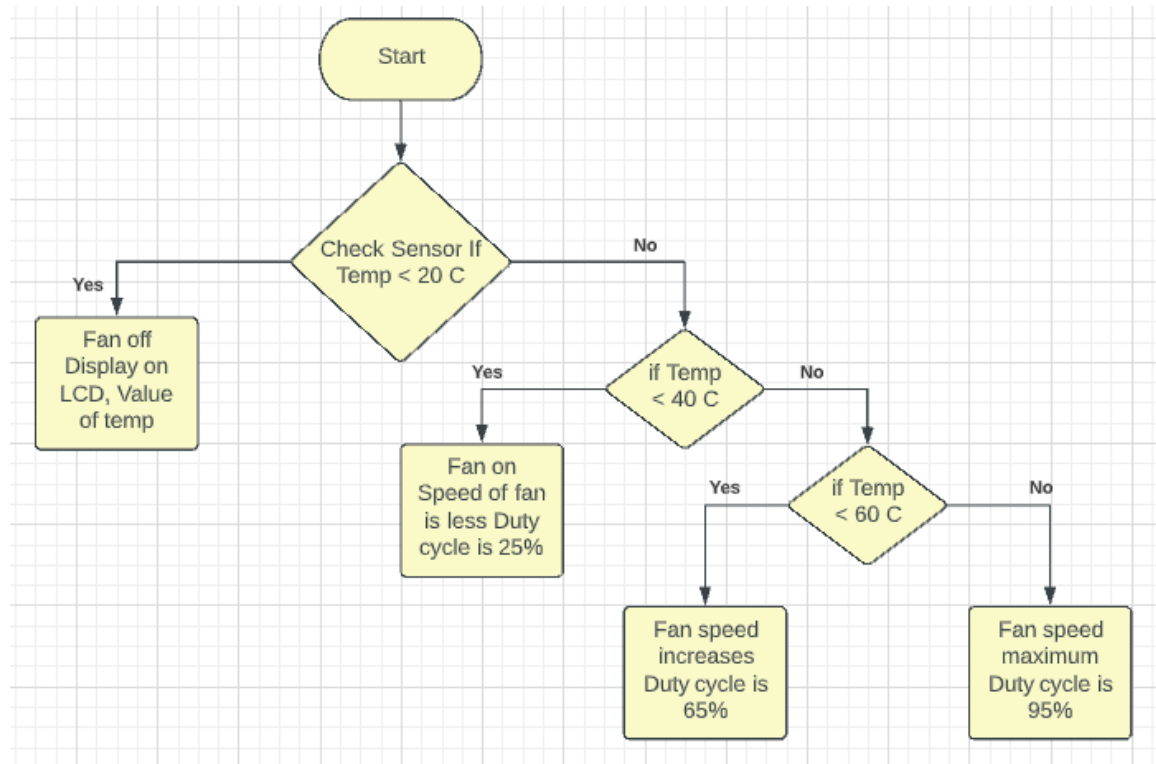 Start
Check Sensor If
Temp < 20 C
No
Yes
Fan off
Display on
LCD, Value
of temp
if Temp
< 40 C
Yes
No
Fan on
Speed of fan
is less Duty
cycle is 25%
if Temp
< 60 C
Yes
No
Fan speed
increases
Duty cycle is
65%
Fan speed
maximum
Duty cycle is
95%